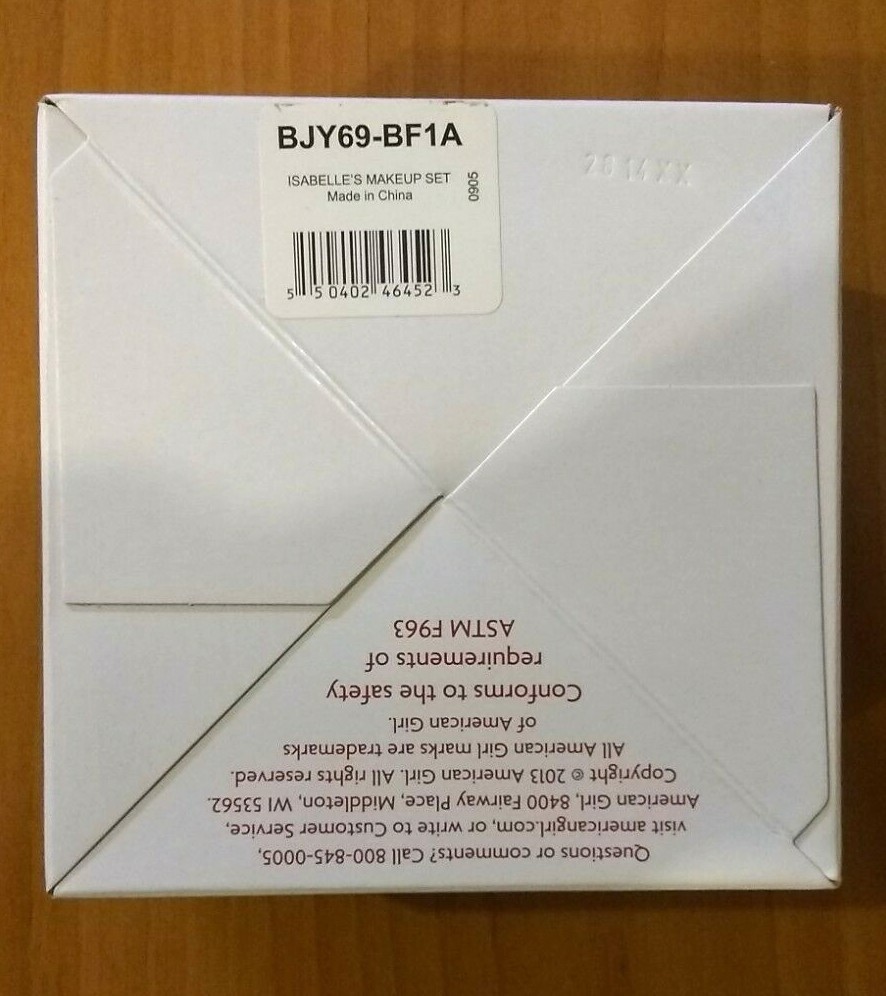 BJY69-BF1A
ISABELLE'S MAKEUP SET
Made in China
0905
5 50402 46452 3
2014XX
Questions or comments? Call 800-845-0005,
visit americangirl.com, or write to Customer Service,
American Girl, 8400 Fairway Place, Middleton, WI 53562.
Copyright © 2013 American Girl. All rights reserved.
All American Girl marks are trademarks
of American Girl.
Conforms to the safety
requirements of
ASTM F963